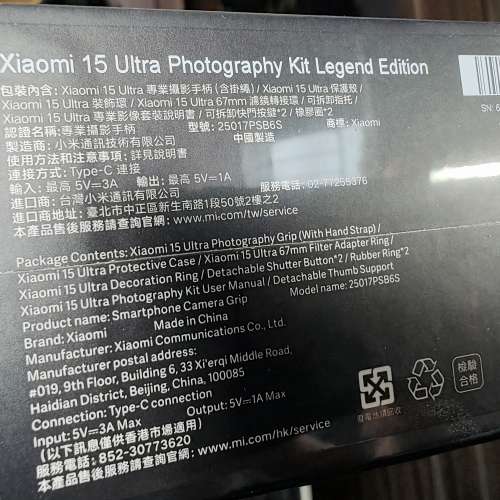 Xiaomi 15 Ultra Photography Kit Legend Edition
包裝內含: Xiaomi 15 Ultra 專業攝影手柄 (含掛繩) / Xiaomi 15 Ultra 保護殼 /
Xiaomi 15 Ultra 裝飾環 / Xiaomi 15 Ultra 67mm 濾鏡轉接環 / 可拆卸指托 /
Xiaomi 15 Ultra 專業影像套裝說明書 / 可拆卸快門按鍵*2 / 橡膠圈*2
認證名稱: 專業攝影手柄 型號: 25017PSB6S 商標: Xiaomi
製造商: 小米通訊技術有限公司 中國製造
使用方法和注意事項: 詳見說明書
連接方式: Type-C 連接
輸入: 最高 5V⎓3A 輸出: 最高 5V⎓1A
進口商: 台灣小米通訊有限公司 服務電話: 02-77255376
進口商地址: 臺北市中正區新生南路1段50號2樓之2
本產品售後服務請查詢官網: www.mi.com/tw/service
Package Contents: Xiaomi 15 Ultra Photography Grip (With Hand Strap) /
Xiaomi 15 Ultra Protective Case / Xiaomi 15 Ultra 67mm Filter Adapter Ring /
Xiaomi 15 Ultra Decoration Ring / Detachable Shutter Button*2 / Rubber Ring*2
Xiaomi 15 Ultra Photography Kit User Manual / Detachable Thumb Support
Product name: Smartphone Camera Grip Model number: 25017PSB6S
Brand: Xiaomi Made in China
Manufacturer: Xiaomi Communications Co., Ltd.
Manufacturer postal address:
#019, 9th Floor, Building 6, 33 Xi'erqi Middle Road,
Haidian District, Beijing, China, 100085
Connection: Type-C connection
Input: 5V⎓3A Max Output: 5V⎓1A Max
(以下訊息僅供香港市場適用)
服務電話: 852-30773620
本產品售後服務請查詢官網: www.mi.com/hk/service
廢電池請回收
檢驗
合格
SN: